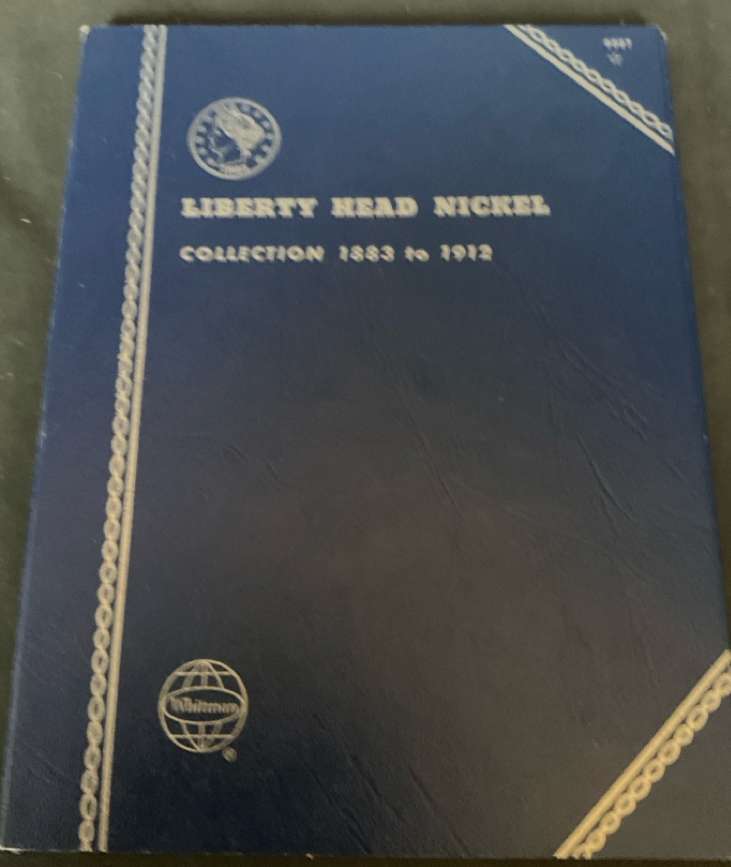 LIBERTY HEAD NICKEL
COLLECTION 1883 to 1912
Whitman
®